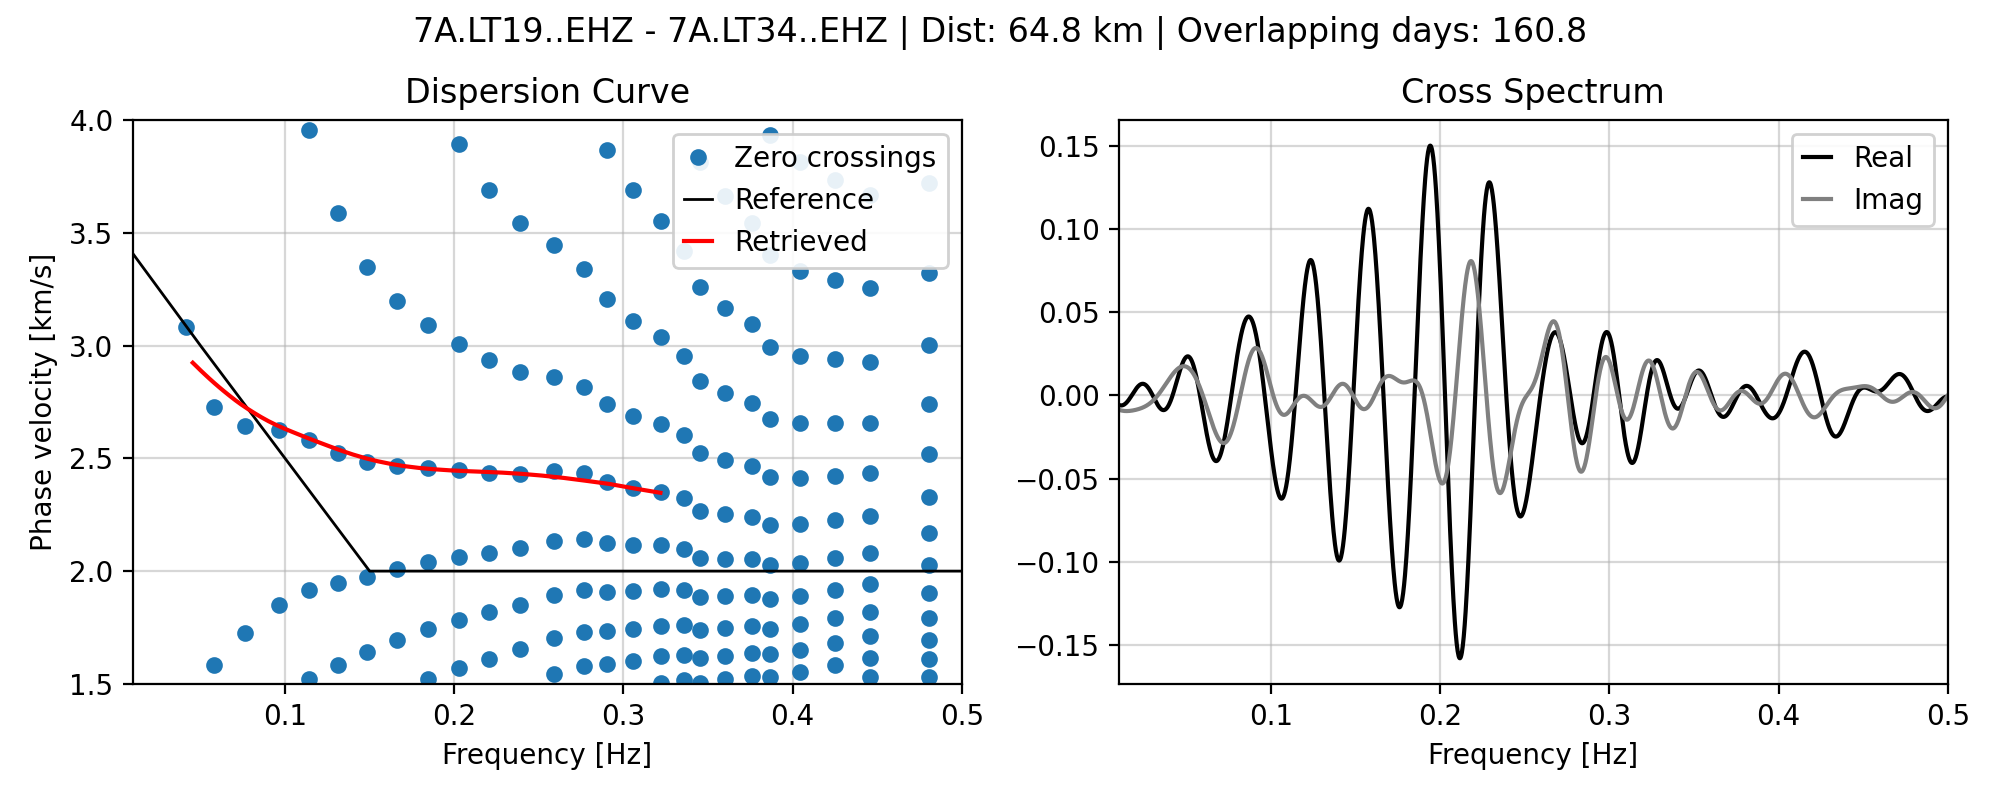 7A.LT19..EHZ - 7A.LT34..EHZ | Dist: 64.8 km | Overlapping days: 160.8
Dispersion Curve
4.0
3.5
3.0
2.5
2.0
1.5
Phase velocity [km/s]
Zero crossings
Reference
Retrieved
0.1
0.2
0.3
0.4
0.5
Frequency [Hz]
Cross Spectrum
0.15
0.10
0.05
0.00
−0.05
−0.10
−0.15
Real
Imag
0.1
0.2
0.3
0.4
0.5
Frequency [Hz]